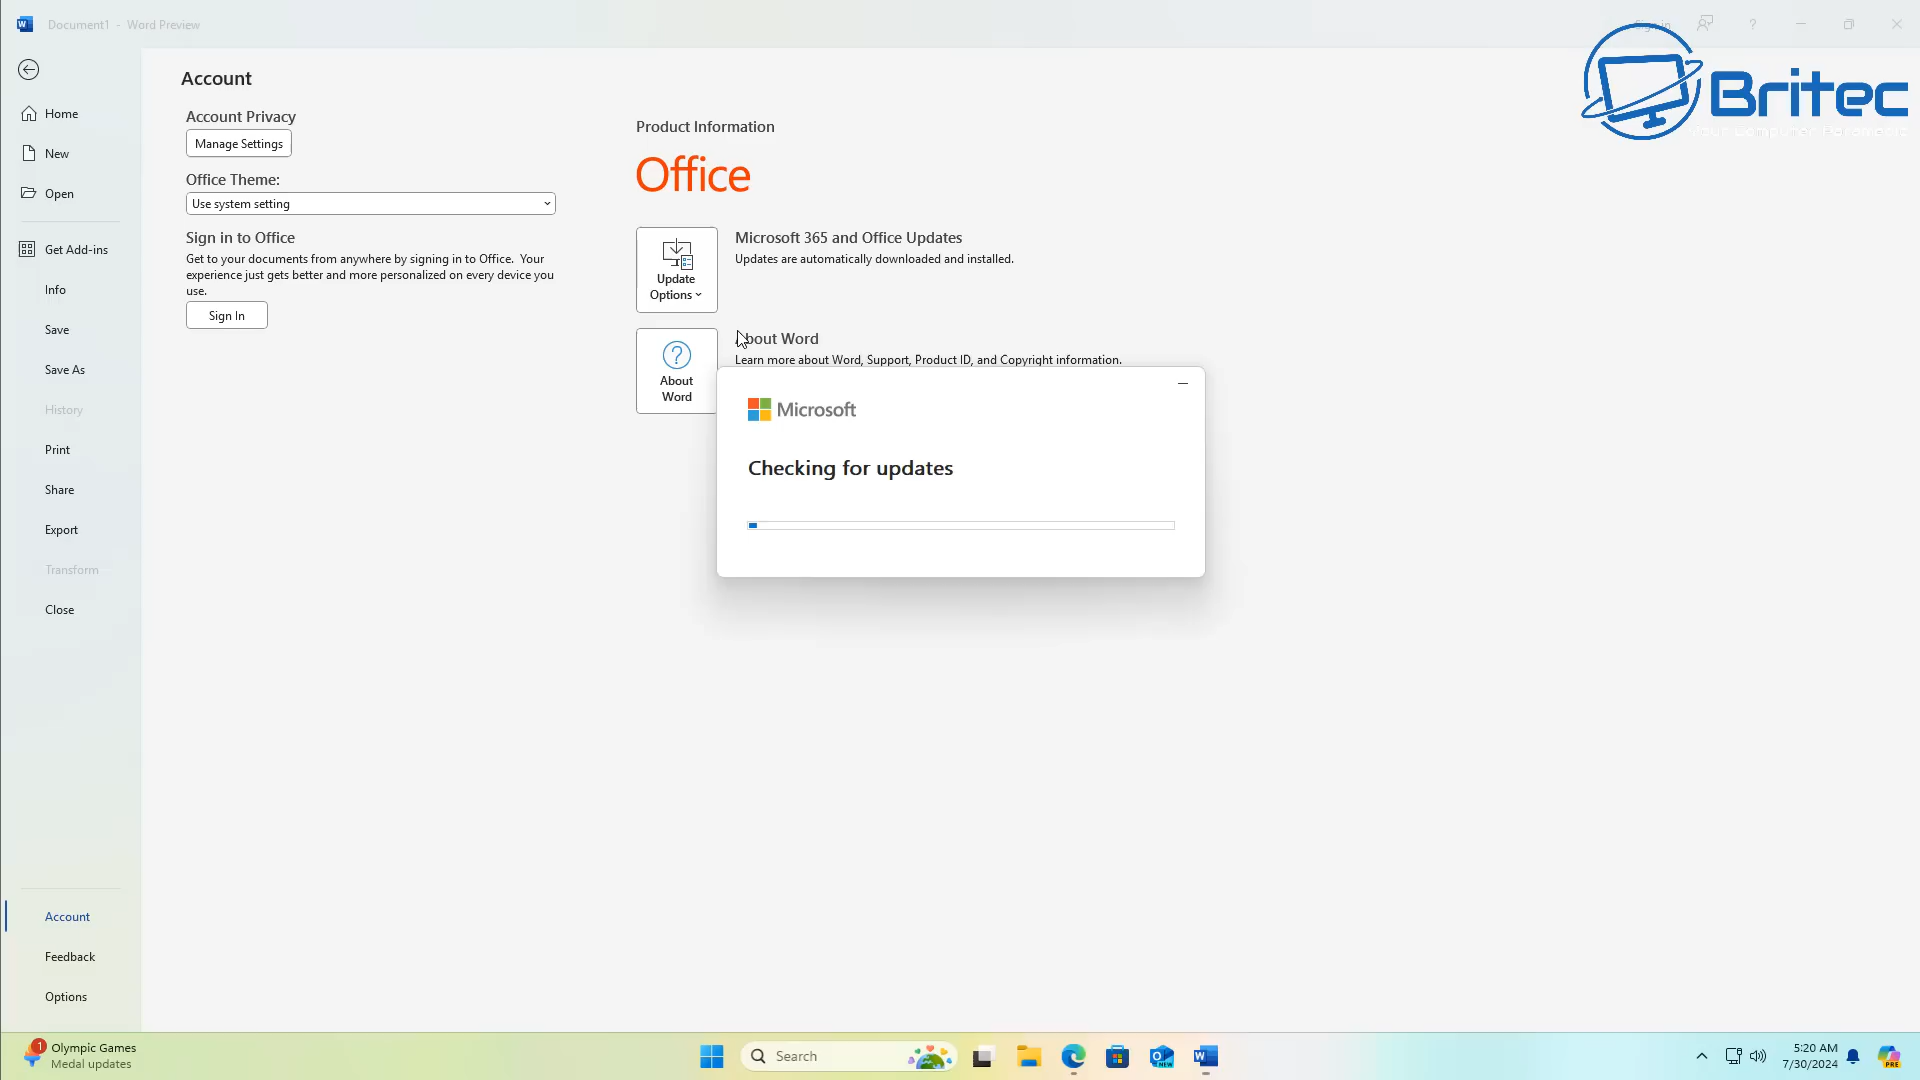 Document1 - Word Preview
Sign in
Britec
Account
Home
New
Open
Get Add-ins
Info
Save
Save As
History
Print
Share
Export
Transform
Close
Account
Feedback
Options
Account Privacy
Manage Settings
Office Theme:
Use system setting
Sign in to Office
Get to your documents from anywhere by signing in to Office. Your
experience just gets better and more personalized on every device you
use.
Sign In
Product Information
Office
Update
Options
Microsoft 365 and Office Updates
Updates are automatically downloaded and installed.
About
Word
About Word
Learn more about Word, Support, Product ID, and Copyright information.
Microsoft
Checking for updates
1
Olympic Games
Medal updates
Search
NEW
5:20 AM
7/30/2024
PRE